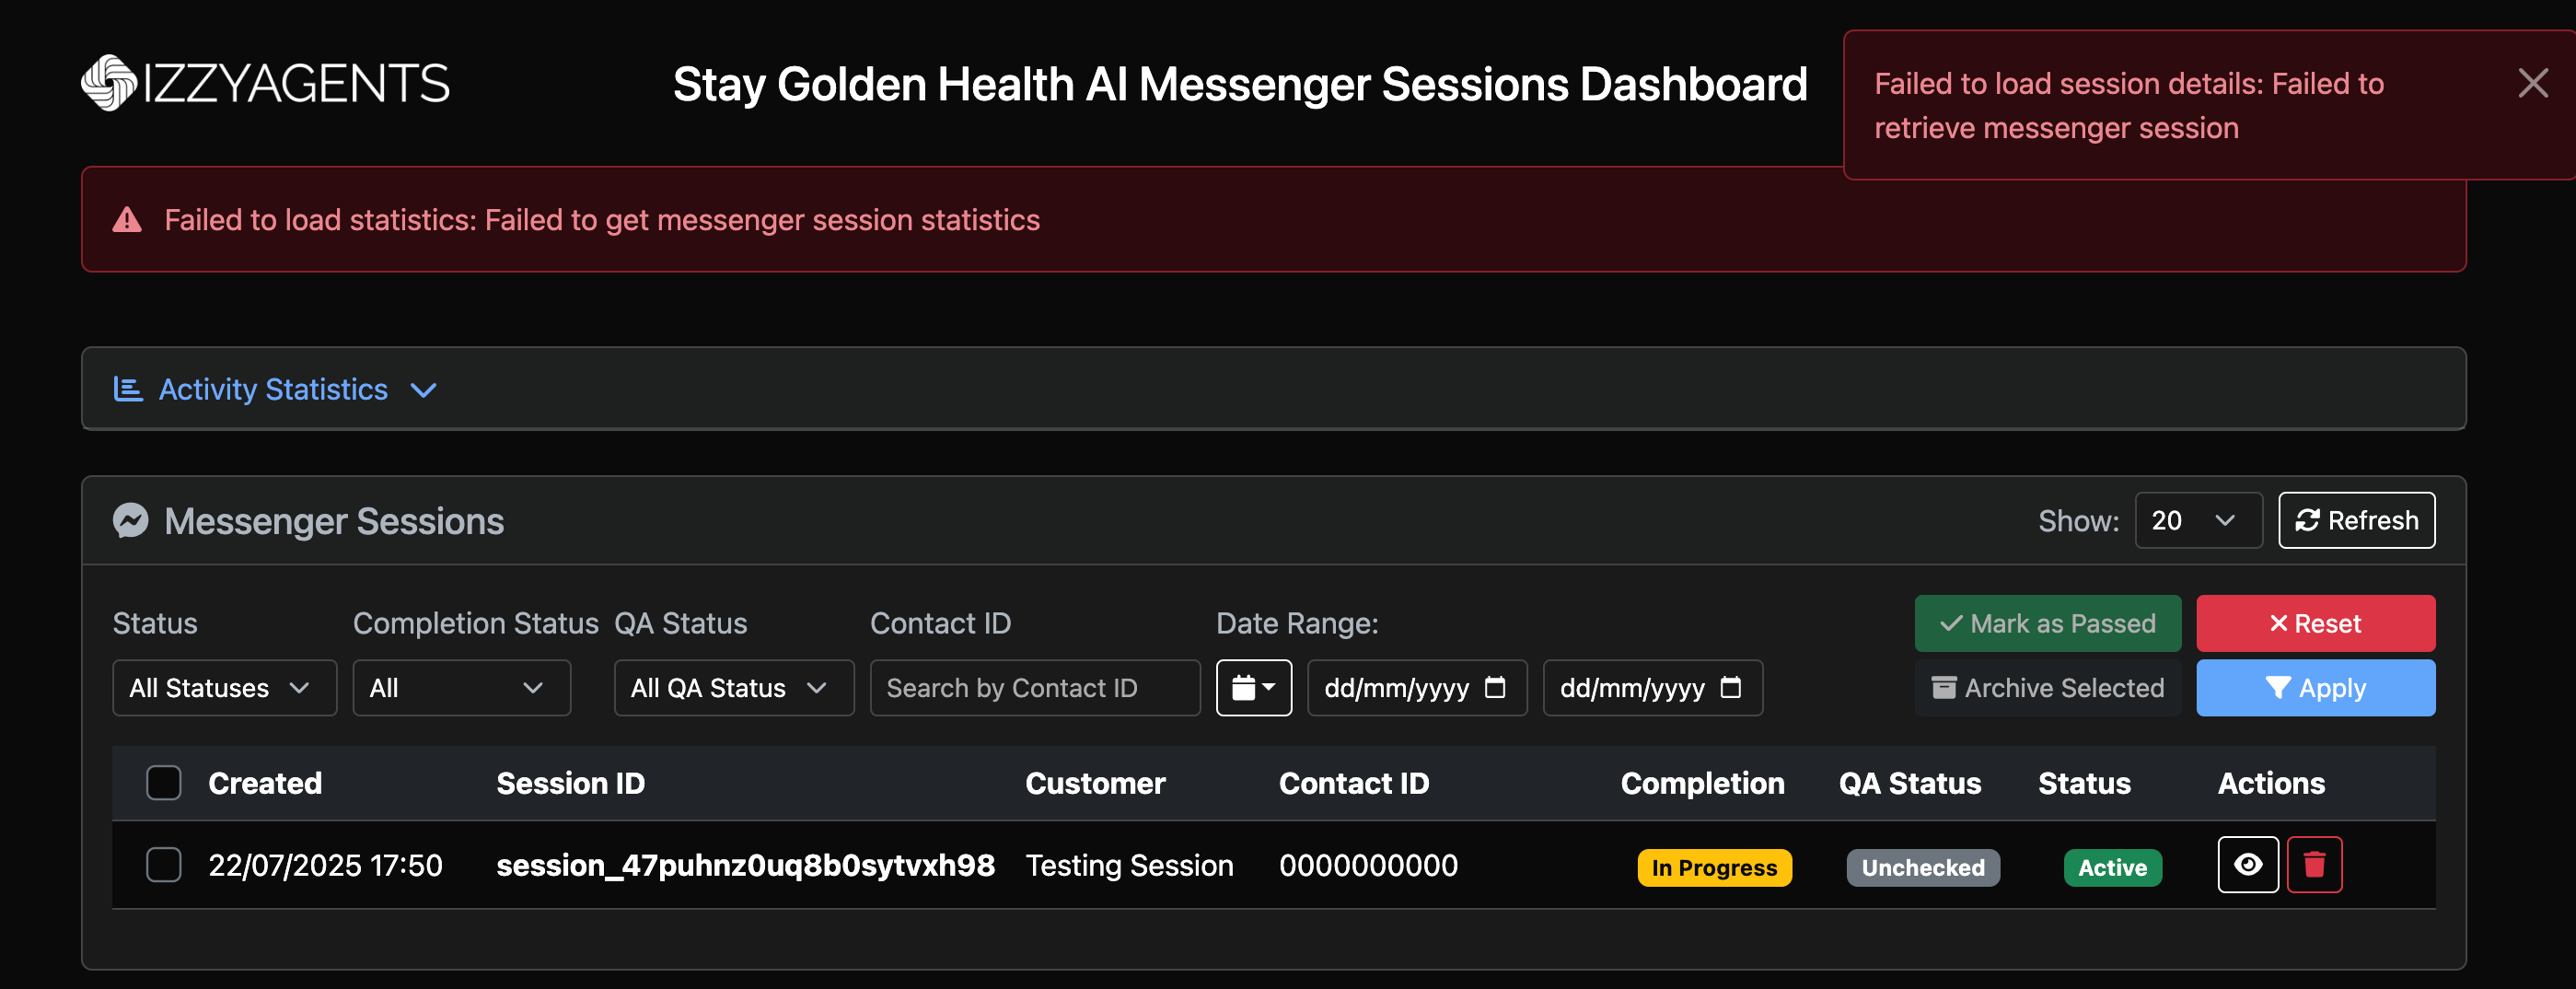 IZZYAGENTS
Stay Golden Health AI Messenger Sessions Dashboard
Failed to load session details: Failed to
retrieve messenger session
Failed to load statistics: Failed to get messenger session statistics
Activity Statistics
Messenger Sessions
Show: 20 Refresh
Status Completion Status QA Status Contact ID Date Range:
Mark as Passed Reset
All Statuses All All QA Status Search by Contact ID dd/mm/yyyy dd/mm/yyyy
Archive Selected Apply
Created Session ID Customer Contact ID Completion QA Status Status Actions
22/07/2025 17:50 session_47puhnz0uq8b0sytvxh98 Testing Session 0000000000 In Progress Unchecked Active